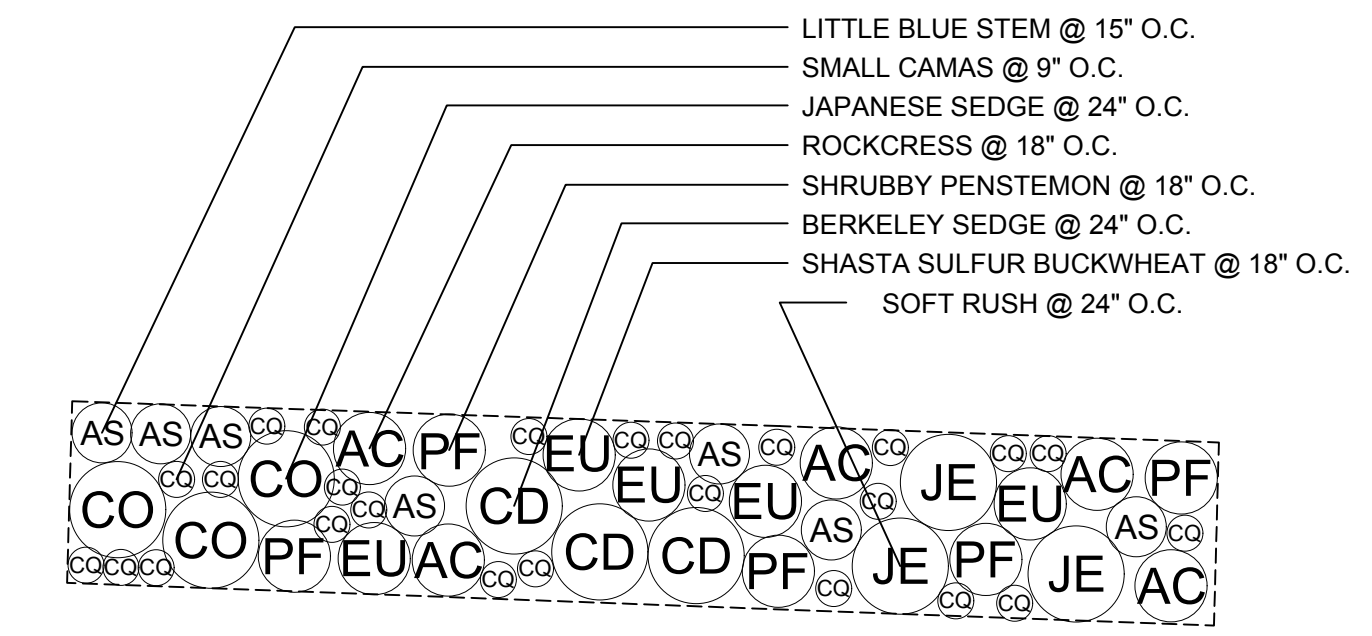 LITTLE BLUE STEM @ 15" O.C.
SMALL CAMAS @ 9" O.C.
JAPANESE SEDGE @ 24" O.C.
ROCKCRESS @ 18" O.C.
SHRUBBY PENSTEMON @ 18" O.C.
BERKELEY SEDGE @ 24" O.C.
SHASTA SULFUR BUCKWHEAT @ 18" O.C.
SOFT RUSH @ 24" O.C.
AS AS AS CQ CQ AC PF CQ EU CQ CQ AS CQ AC CQ JE CQ CQ AC PF
CQ CQ CO CQ EU CQ EU CQ EU
CO CQ AS CD AS AS CQ
CO PF CQ EU AC CD CD PF JE PF JE AC
CQ CQ CQ CQ CQ CQ CQ CQ